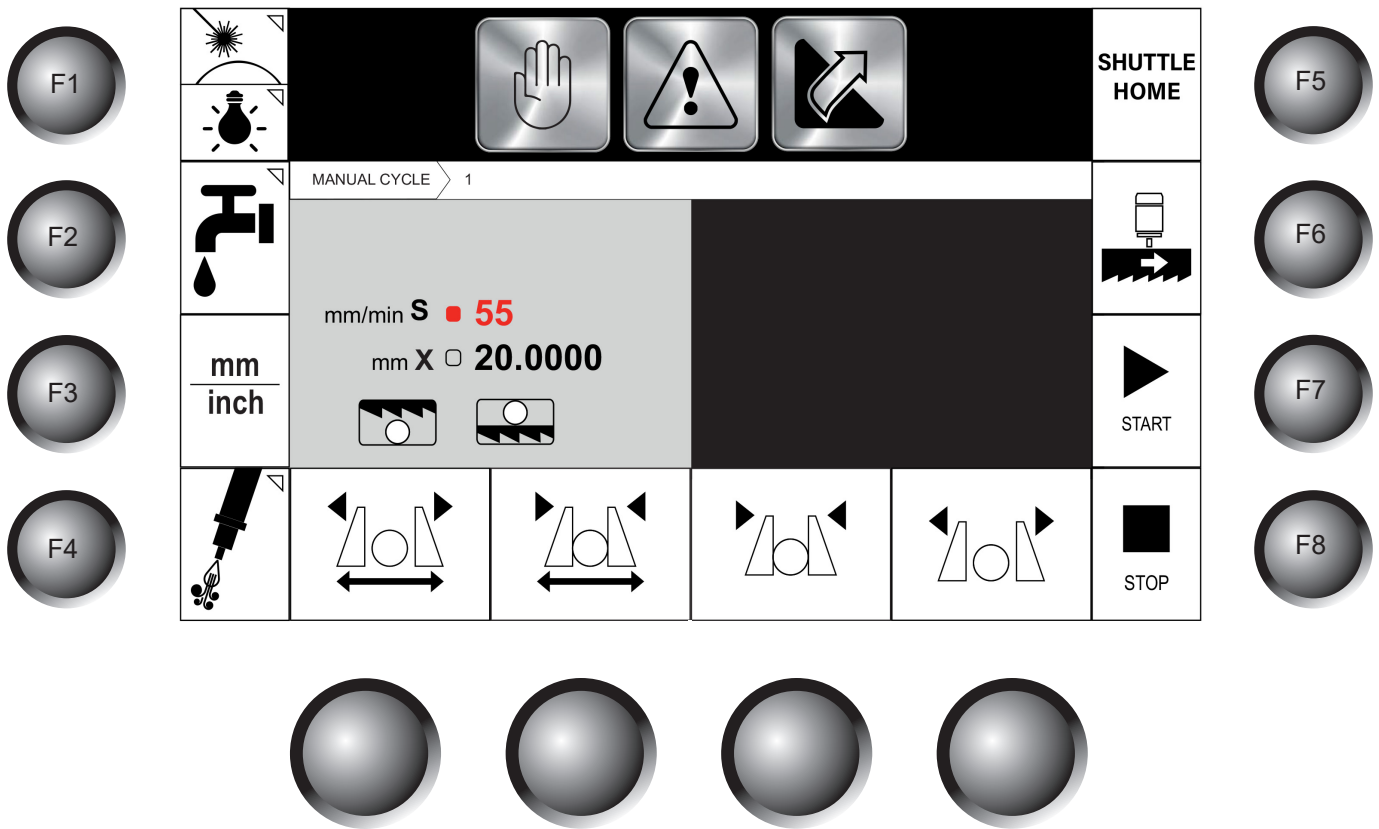 F1
F2
F3
F4
SHUTTLE
HOME
MANUAL CYCLE 1
mm/min S 55
mm X 20.0000
mm
inch
START
STOP
F5
F6
F7
F8